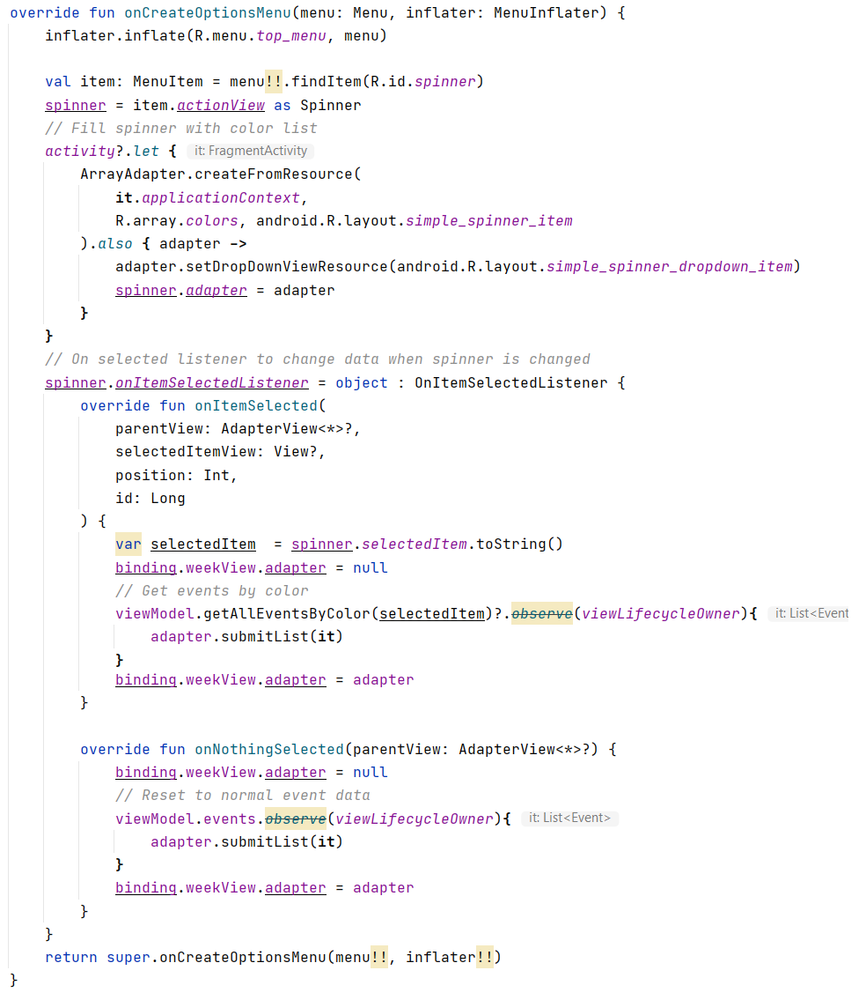 override fun onCreateOptionsMenu(menu: Menu, inflater: MenuInflater) {
    inflater.inflate(R.menu.top_menu, menu)

    val item: MenuItem = menu!!.findItem(R.id.spinner)
    spinner = item.actionView as Spinner
    // Fill spinner with color list
    activity?.let { it: FragmentActivity
        ArrayAdapter.createFromResource(
            it.applicationContext,
            R.array.colors, android.R.layout.simple_spinner_item
        ).also { adapter ->
            adapter.setDropDownViewResource(android.R.layout.simple_spinner_dropdown_item)
            spinner.adapter = adapter
        }
    }
    // On selected listener to change data when spinner is changed
    spinner.onItemSelectedListener = object : OnItemSelectedListener {
        override fun onItemSelected(
            parentView: AdapterView<*>?,
            selectedItemView: View?,
            position: Int,
            id: Long
        ) {
            var selectedItem  = spinner.selectedItem.toString()
            binding.weekView.adapter = null
            // Get events by color
            viewModel.getAllEventsByColor(selectedItem)?.observe(viewLifecycleOwner){ it: List<Event
                adapter.submitList(it)
            }
            binding.weekView.adapter = adapter
        }

        override fun onNothingSelected(parentView: AdapterView<*>?) {
            binding.weekView.adapter = null
            // Reset to normal event data
            viewModel.events.observe(viewLifecycleOwner){ it: List<Event>
                adapter.submitList(it)
            }
            binding.weekView.adapter = adapter
        }
    }
    return super.onCreateOptionsMenu(menu!!, inflater!!)
}